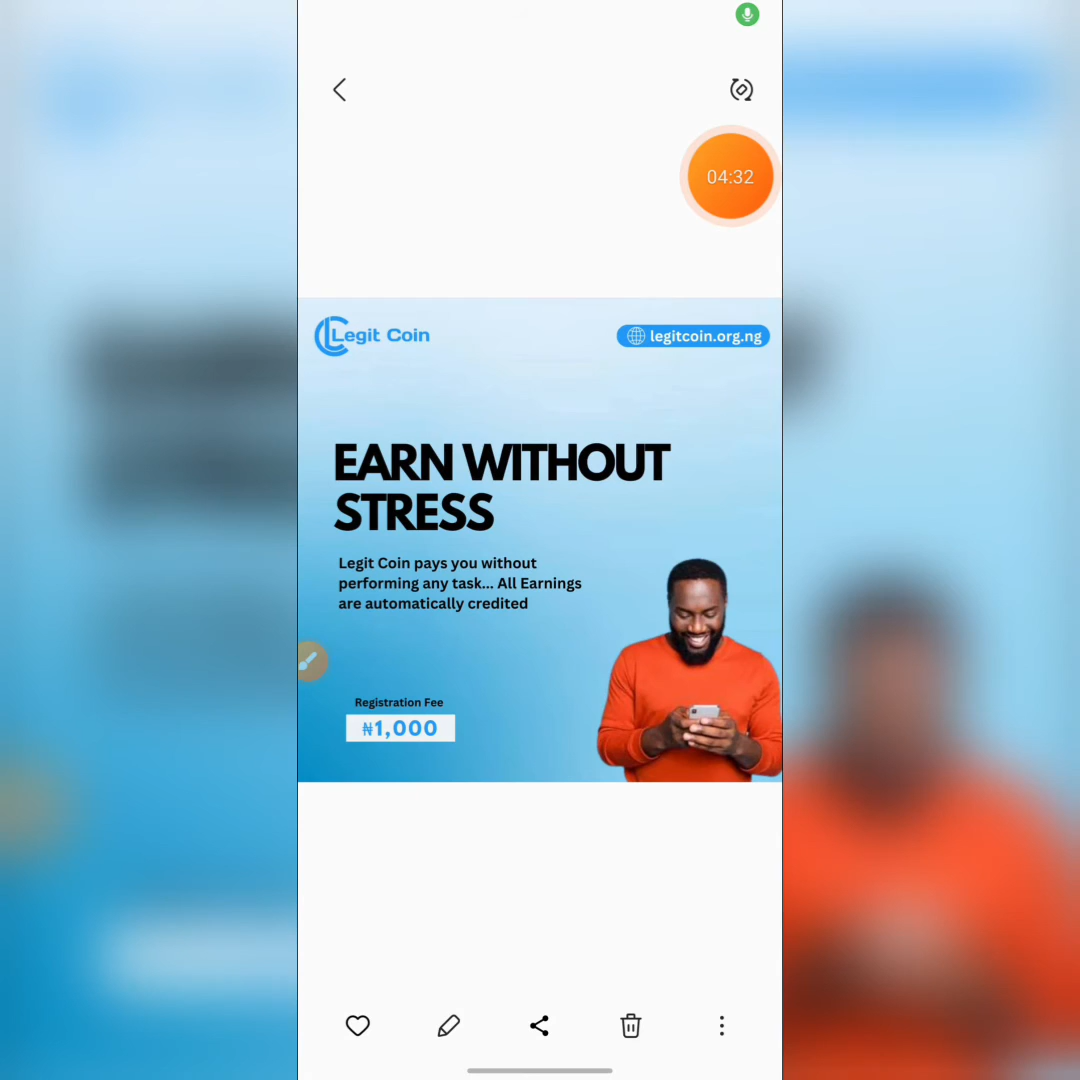 04:32
Legit Coin
legitcoin.org.ng
EARN WITHOUT
STRESS
Legit Coin pays you without
performing any task... All Earnings
are automatically credited
Registration Fee
₦1,000